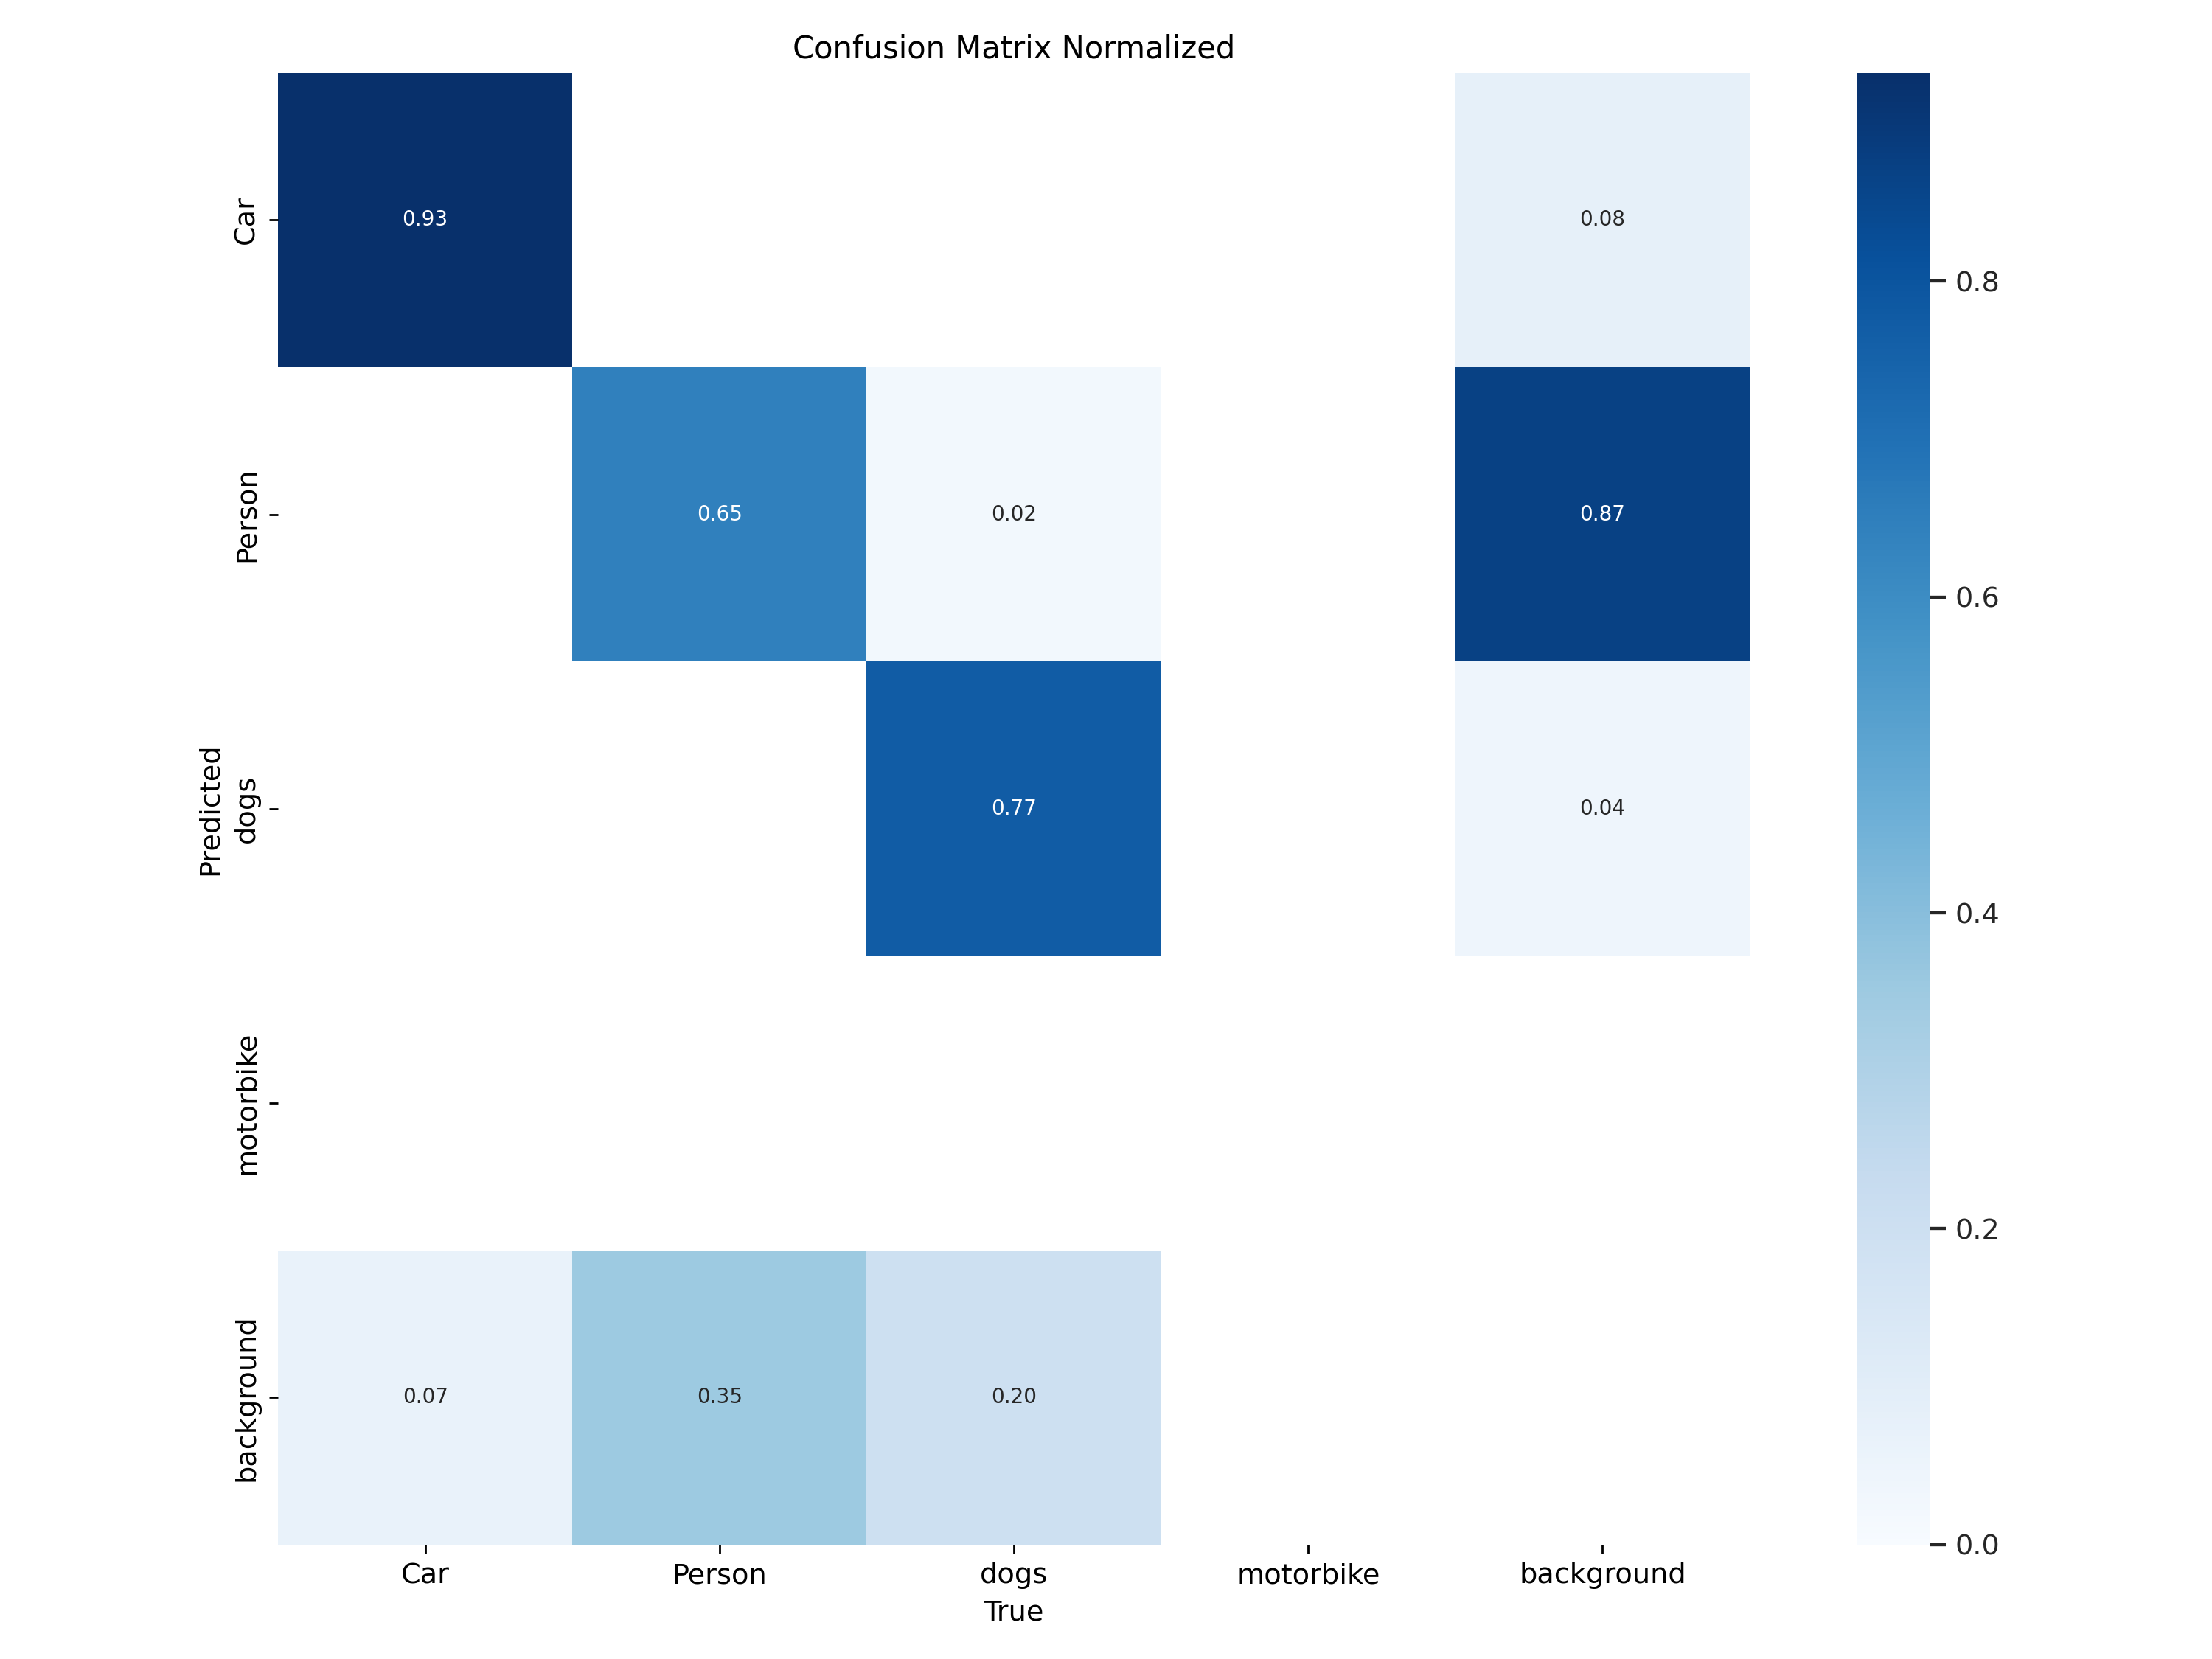 Confusion Matrix Normalized
Car
0.93
0.08
Person
0.65
0.02
0.87
Predicted
dogs
0.77
0.04
motorbike
background
0.07
0.35
0.20
Car
Person
dogs
motorbike
background
True
0.8
0.6
0.4
0.2
0.0